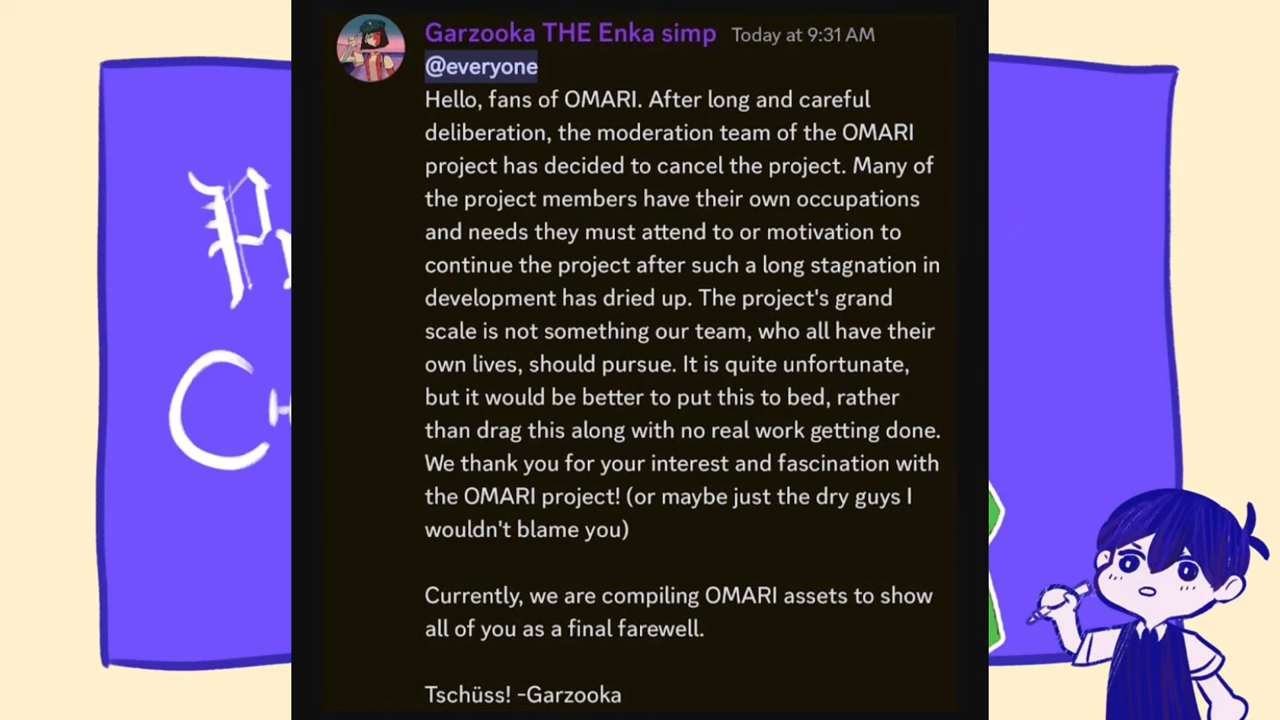 Garzooka THE Enka simp Today at 9:31 AM
@everyone
Hello, fans of OMARI. After long and careful
deliberation, the moderation team of the OMARI
project has decided to cancel the project. Many of
the project members have their own occupations
and needs they must attend to or motivation to
continue the project after such a long stagnation in
development has dried up. The project's grand
scale is not something our team, who all have their
own lives, should pursue. It is quite unfortunate,
but it would be better to put this to bed, rather
than drag this along with no real work getting done.
We thank you for your interest and fascination with
the OMARI project! (or maybe just the dry guys I
wouldn't blame you)
Currently, we are compiling OMARI assets to show
all of you as a final farewell.
Tschüss! -Garzooka